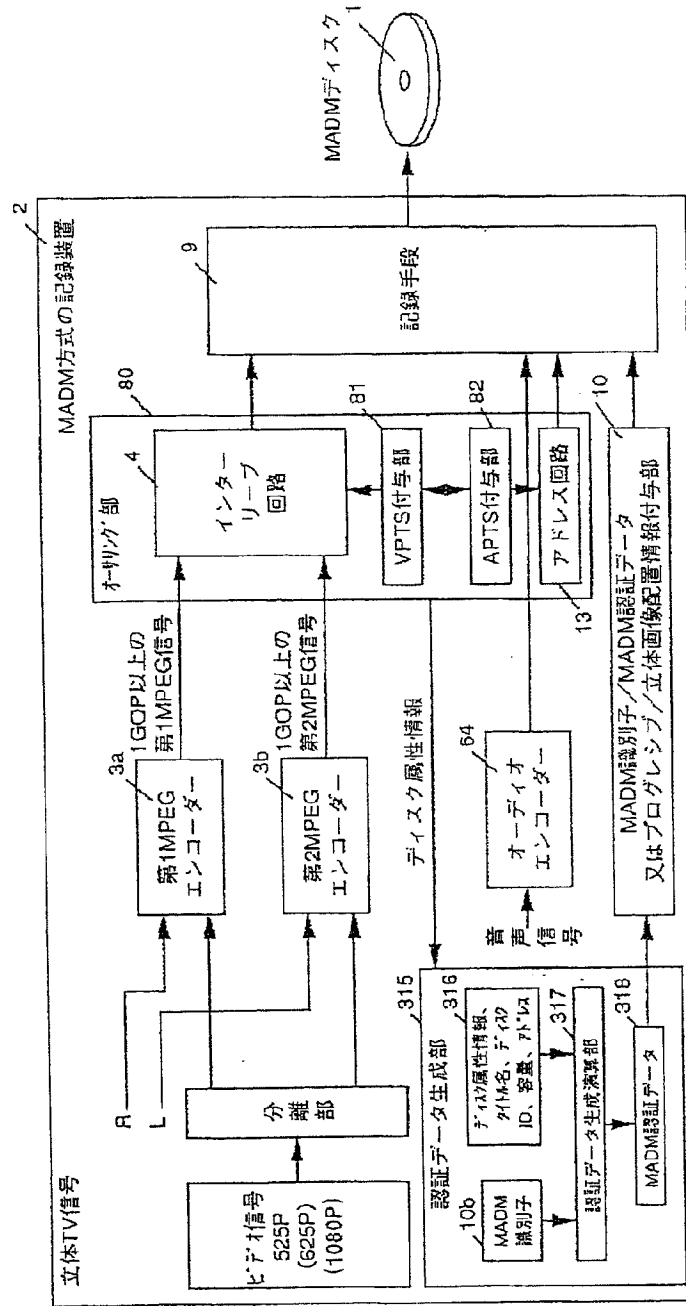 立体TV信号
MADM方式の記録装置
2
ビデオ信号
525P
(625P)
(1080P)
分離部
R
L
3a
第1MPEG
エンコーダー
3b
第2MPEG
エンコーダー
1GOP以上の
第1MPEG信号
1GOP以上の
第2MPEG信号
オーサリング部
80
4
インター
リーブ
回路
81
VPTS付与部
82
APTS付与部
アドレス回路
13
9
記録手段
MADMディスク
1
ディスク属性情報
音声
信号
64
オーディオ
エンコーダー
10
MADM識別子/MADM認証データ
又はプログレシブ/立体画像配置情報付与部
認証データ生成部
315
10b
MADM
識別子
316
ディスク属性情報、
タイトル名、ディスク
ID、容量、アドレス
317
認証データ生成演算部
318
MADM認証データ